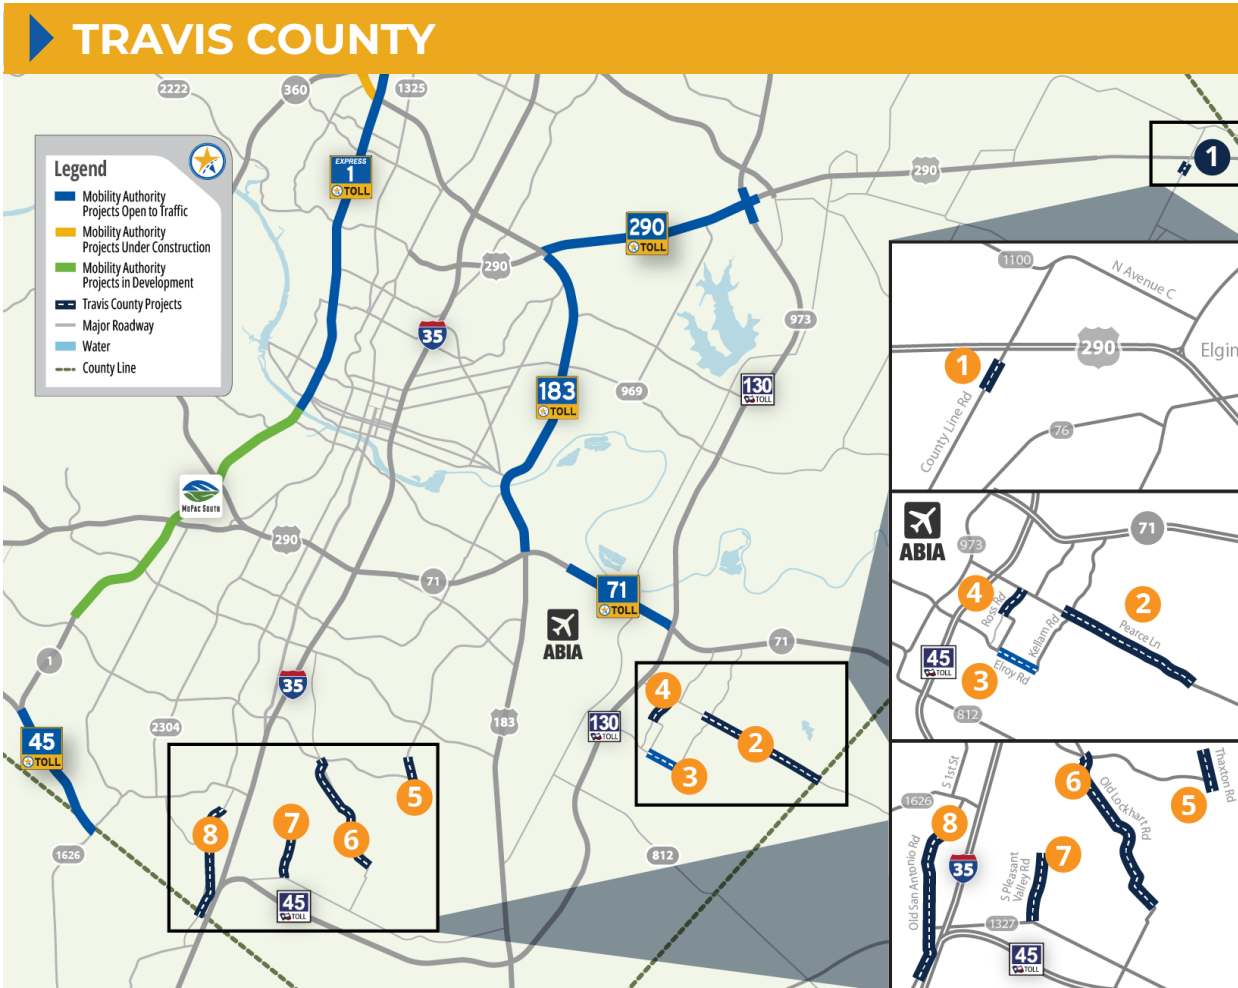 TRAVIS COUNTY
2222
360
1325
EXPRESS
1
TOLL
Legend
Mobility Authority
Projects Open to Traffic
Mobility Authority
Projects Under Construction
Mobility Authority
Projects in Development
Travis County Projects
Major Roadway
Water
County Line
290
TOLL
290
290
1
35
973
183
TOLL
969
130
TOLL
MoPac South
290
71
71
TOLL
ABIA
71
1
35
45
TOLL
2304
183
130
TOLL
4
2
3
5
7
8
6
1626
812
45
TOLL
1100
N Avenue C
290
Elgin
1
County Line Rd
76
ABIA
973
71
4
Ross Rd
2
Pearce Ln
Kellam Rd
45
TOLL
3
Elroy Rd
812
S 1st St
1626
8
Old San Antonio Rd
35
7
S Pleasant
Valley Rd
6
Old Lockhart Rd
5
Thaxton Rd
1327
45
TOLL